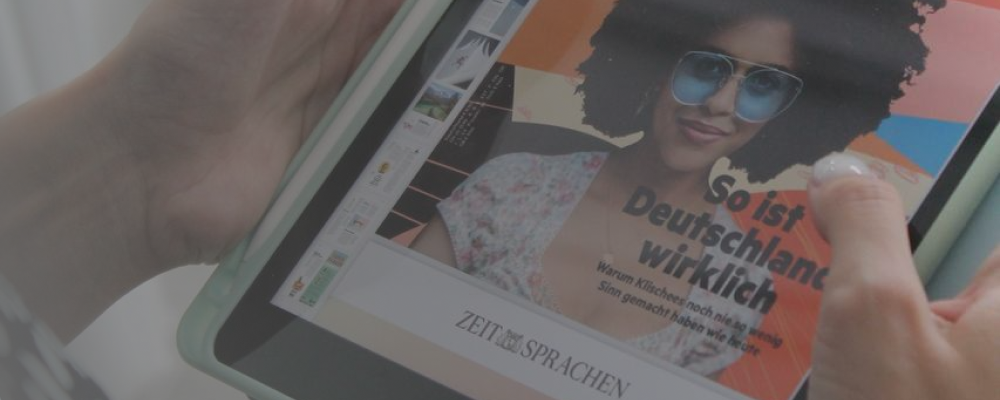 So ist
Deutschland
wirklich
Warum Klischees noch nie so wenig
Sinn gemacht haben wie heute
ZEIT SPRACHEN